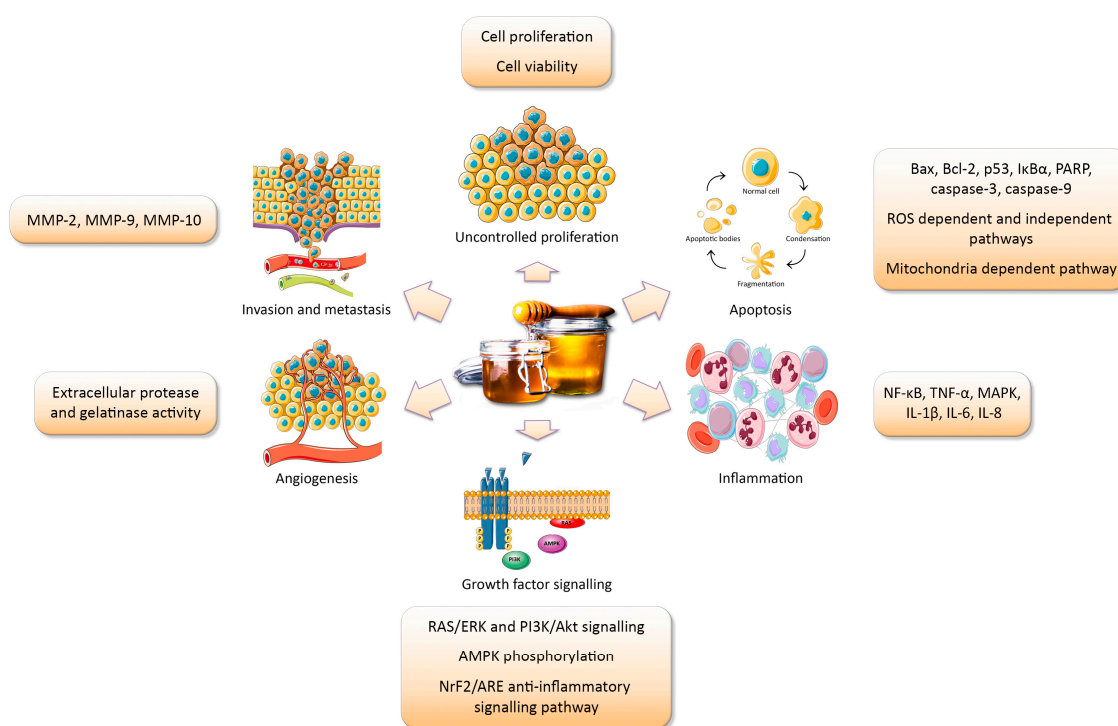 Cell proliferation
Cell viability
Uncontrolled proliferation
MMP-2, MMP-9, MMP-10
Invasion and metastasis
Normal cell
Condensation
Fragmentation
Apoptotic bodies
Apoptosis
Bax, Bcl-2, p53, IκBα, PARP,
caspase-3, caspase-9
ROS dependent and independent
pathways
Mitochondria dependent pathway
Extracellular protease
and gelatinase activity
Angiogenesis
Inflammation
NF-κB, TNF-α, MAPK,
IL-1β, IL-6, IL-8
RAS
AMPK
PI3K
P
P
P
P
P
P
Growth factor signalling
RAS/ERK and PI3K/Akt signalling
AMPK phosphorylation
NrF2/ARE anti-inflammatory
signalling pathway